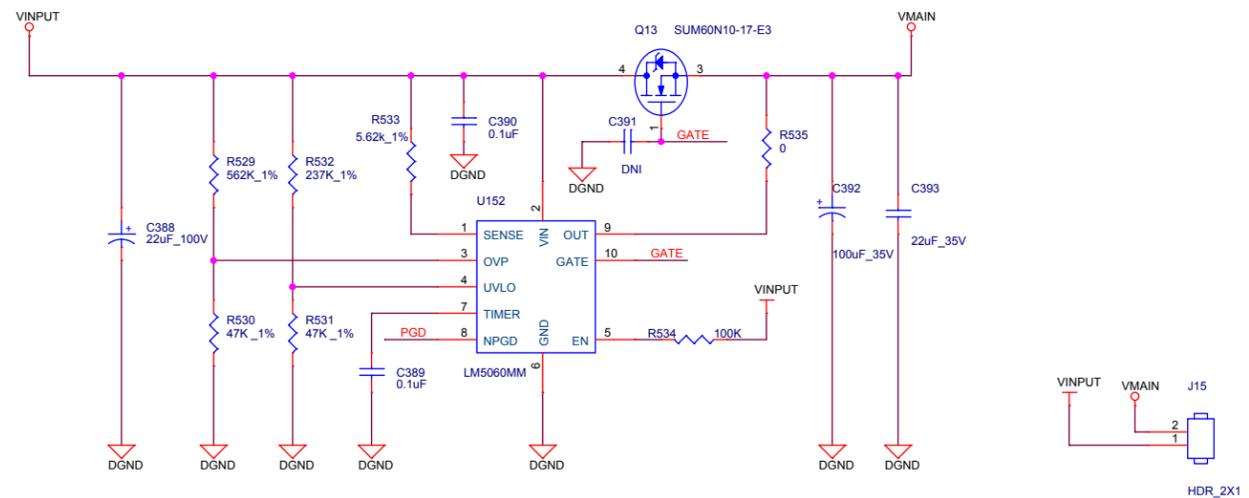 VINPUT
VMAIN
Q13 SUM60N10-17-E3
4
3
1
R533
5.62k_1%
C390
0.1uF
C391
GATE
R535
0
R529
562K_1%
R532
237K_1%
DGND
DGND
DNI
C392
C393
U152
2
C388
22uF_100V
1
SENSE
VIN
OUT
9
22uF_35V
3
OVP
GATE
10
GATE
100uF_35V
4
UVLO
VINPUT
7
TIMER
R530
47K_1%
R531
47K_1%
PGD
8
NPGD
GND
EN
5
R534
100K
C389
0.1uF
LM5060MM
6
VINPUT
VMAIN
J15
2
1
DGND
DGND
DGND
DGND
DGND
DGND
DGND
HDR_2X1